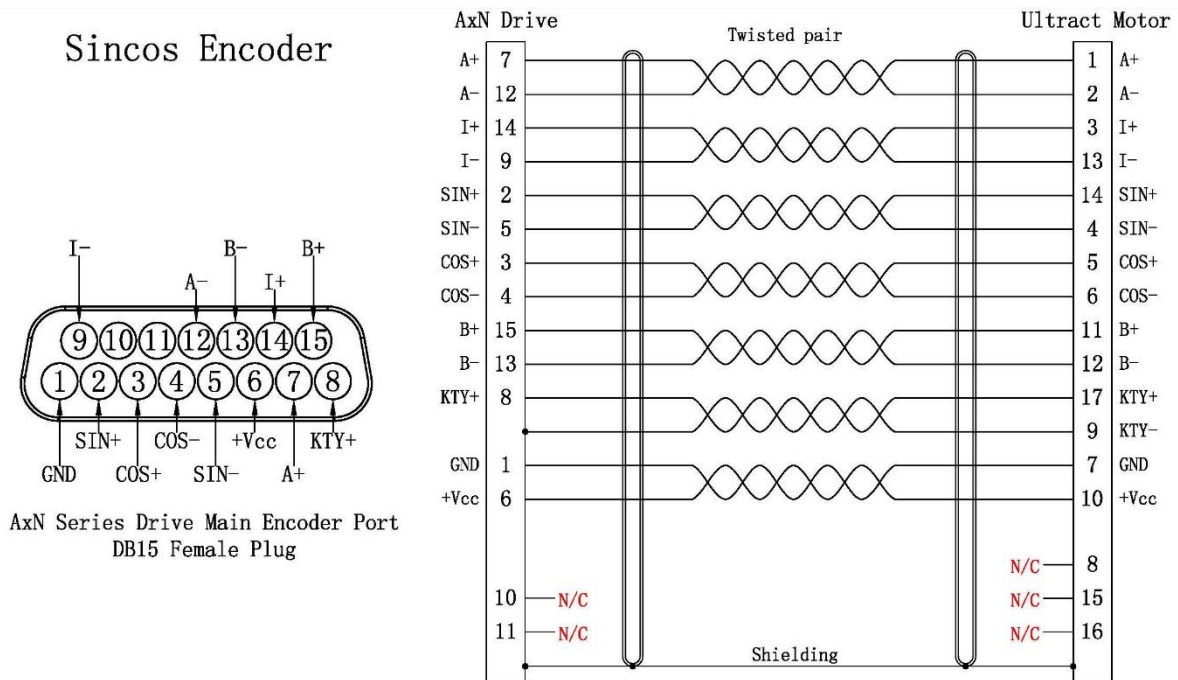 Sincos Encoder
I-
B-
B+
A-
I+
9 10 11 12 13 14 15
1 2 3 4 5 6 7 8
SIN+ COS- +Vcc KTY+
GND COS+ SIN- A+
AxN Series Drive Main Encoder Port
DB15 Female Plug
AxN Drive
Twisted pair
Ultract Motor
A+ 7 1 A+
A- 12 2 A-
I+ 14 3 I+
I- 9 13 I-
SIN+ 2 14 SIN+
SIN- 5 4 SIN-
COS+ 3 5 COS+
COS- 4 6 COS-
B+ 15 11 B+
B- 13 12 B-
KTY+ 8 17 KTY+
9 KTY-
GND 1 7 GND
+Vcc 6 10 +Vcc
N/C 8
10 N/C N/C 15
11 N/C N/C 16
Shielding